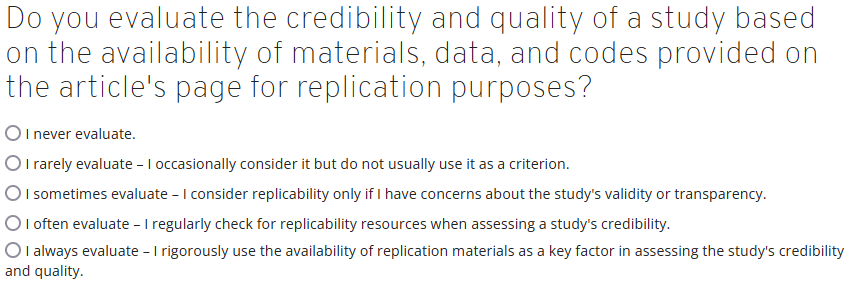 Do you evaluate the credibility and quality of a study based
on the availability of materials, data, and codes provided on
the article's page for replication purposes?
I never evaluate.
I rarely evaluate – I occasionally consider it but do not usually use it as a criterion.
I sometimes evaluate – I consider replicability only if I have concerns about the study's validity or transparency.
I often evaluate – I regularly check for replicability resources when assessing a study's credibility.
I always evaluate – I rigorously use the availability of replication materials as a key factor in assessing the study's credibility
and quality.